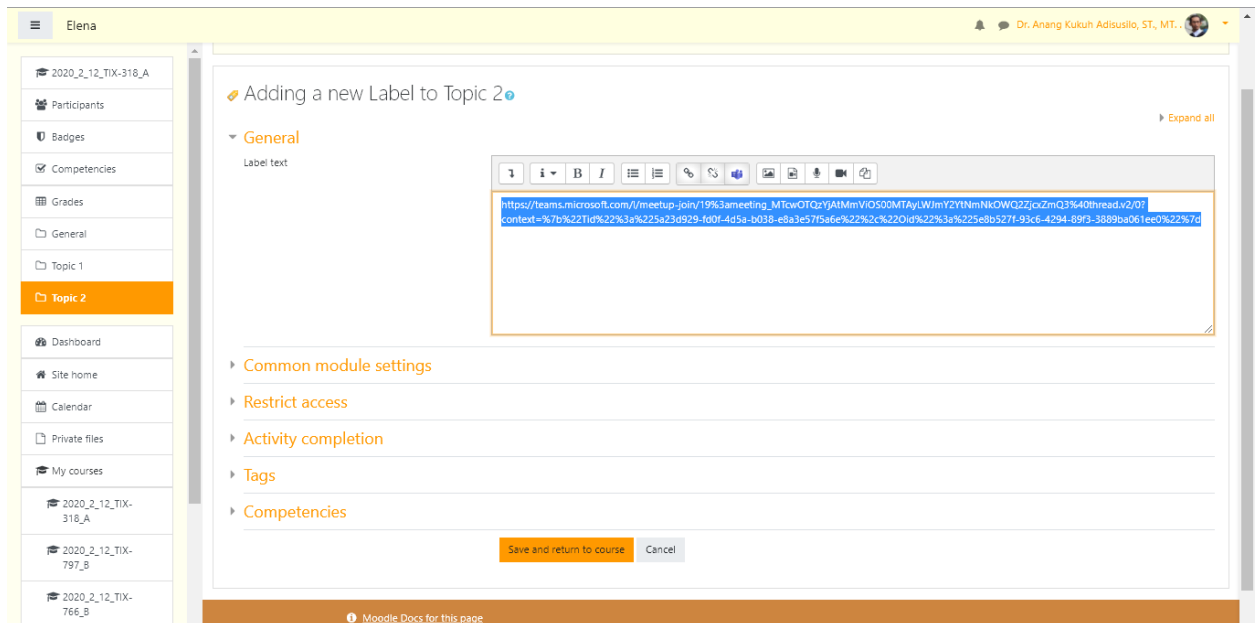 Elena
Dr. Anang Kukuh Adisusilo, ST., MT. .
2020_2_12_TIX-318_A
Participants
Badges
Competencies
Grades
General
Topic 1
Topic 2
Dashboard
Site home
Calendar
Private files
My courses
2020_2_12_TIX-
318_A
2020_2_12_TIX-
797_B
2020_2_12_TIX-
766_B
Adding a new Label to Topic 2
Expand all
General
Label text
B I
https://teams.microsoft.com/l/meetup-join/19%3ameeting_MTcwOTQzYjAtMmViOS00MTAyLWJmY2YtNmNkOWQ2ZjcxZmQ3%40thread.v2/0?
context=%7b%22Tid%22%3a%225a23d929-fd0f-4d5a-b038-e8a3e57f5a6e%22%2c%22Oid%22%3a%225e8b527f-93c6-4294-89f3-3889ba061ee0%22%7d
Common module settings
Restrict access
Activity completion
Tags
Competencies
Save and return to course
Cancel
Moodle Docs for this page